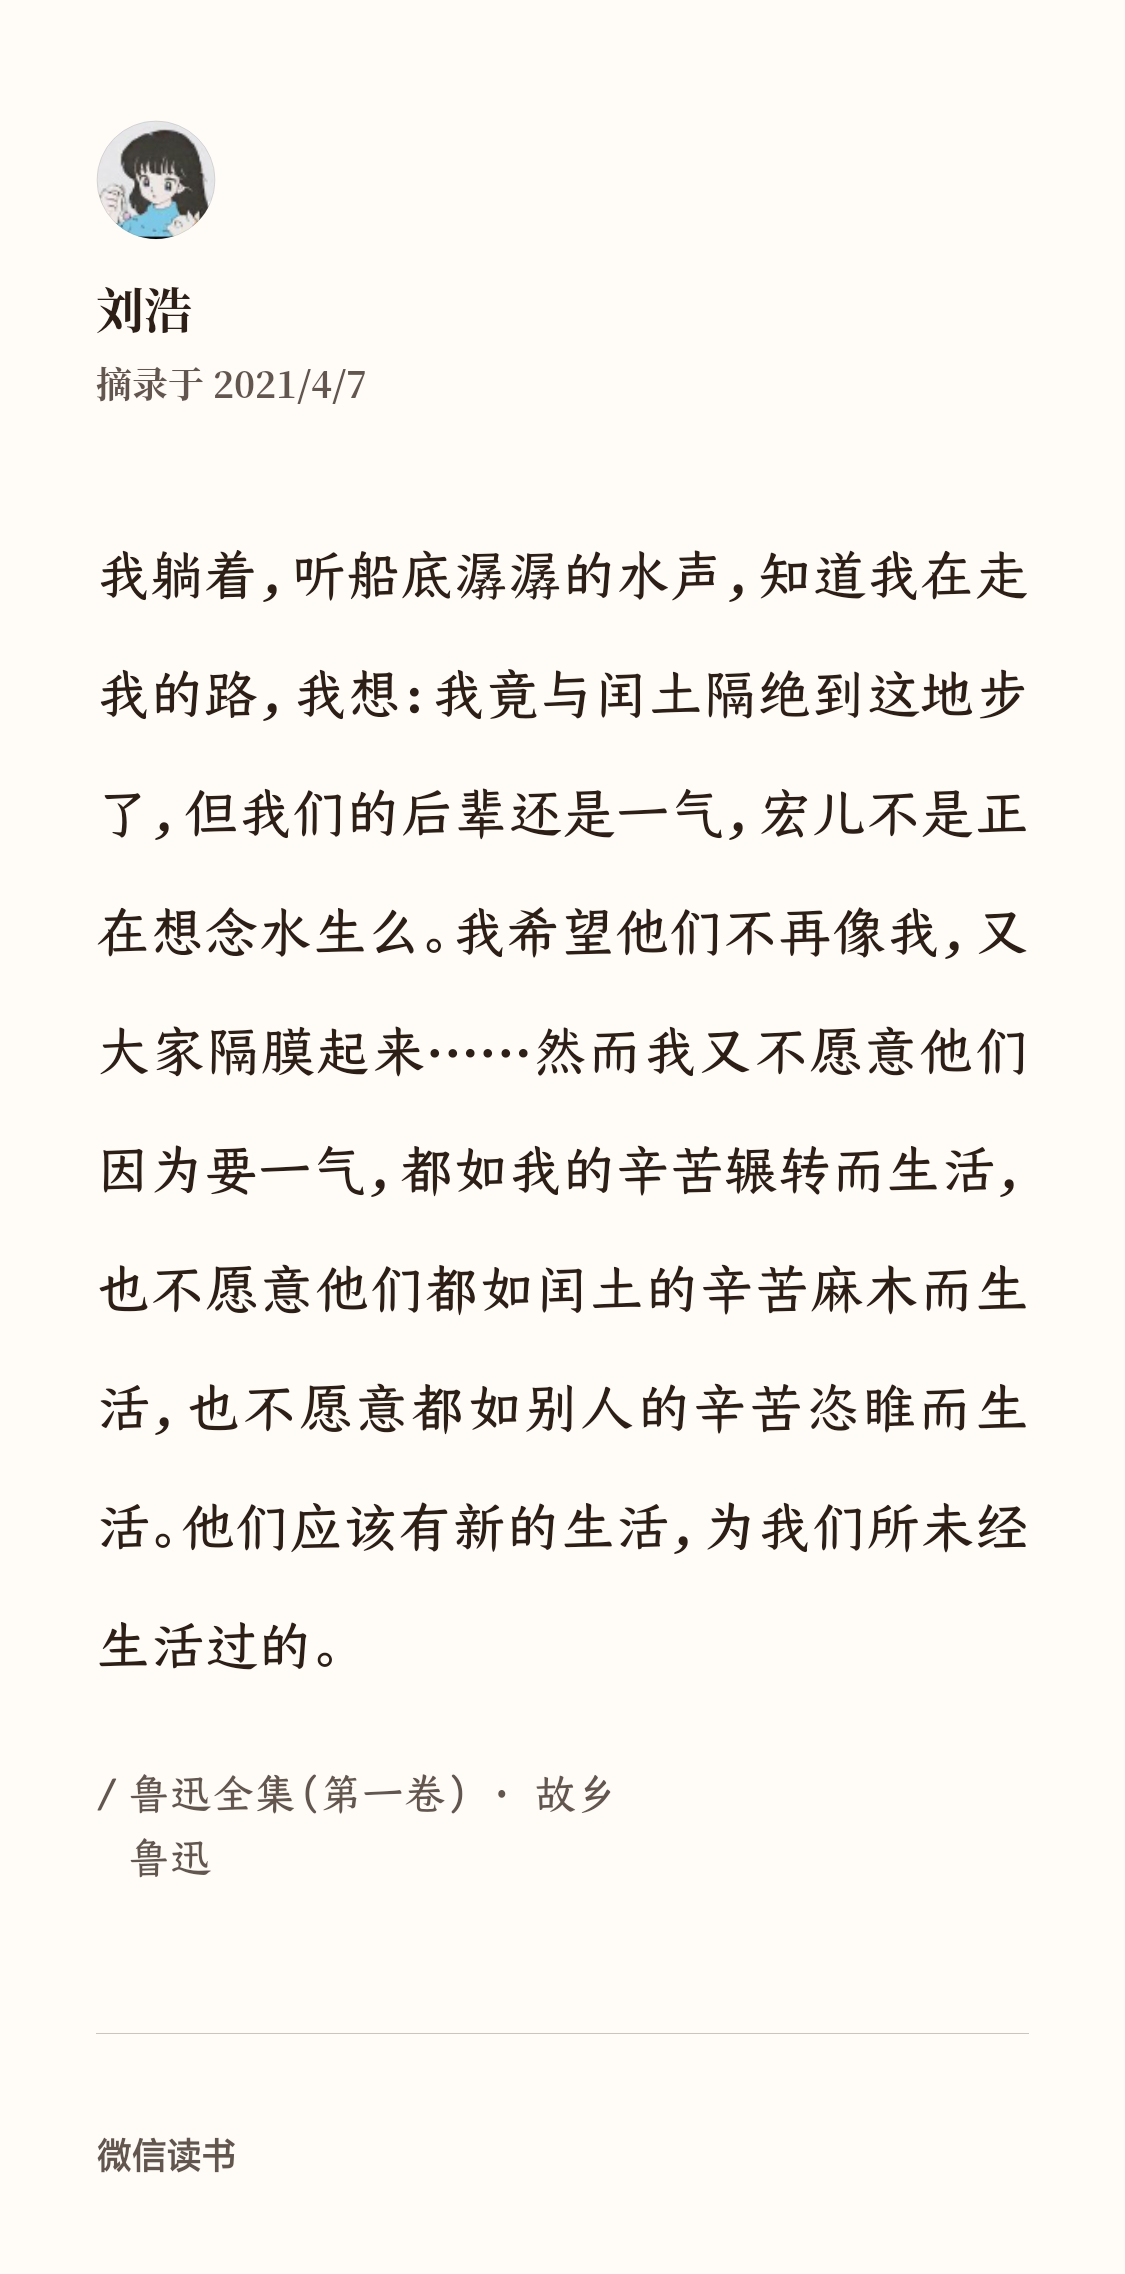 刘浩
摘录于 2021/4/7
我躺着,听船底潺潺的水声,知道我在走
我的路,我想:我竟与闰土隔绝到这地步
了,但我们的后辈还是一气,宏儿不是正
在想念水生么。我希望他们不再像我,又
大家隔膜起来……然而我又不愿意他们
因为要一气,都如我的辛苦辗转而生活,
也不愿意他们都如闰土的辛苦麻木而生
活,也不愿意都如别人的辛苦恣睢而生
活。他们应该有新的生活,为我们所未经
生活过的。
/ 鲁迅全集(第一卷) · 故乡
鲁迅
微信读书